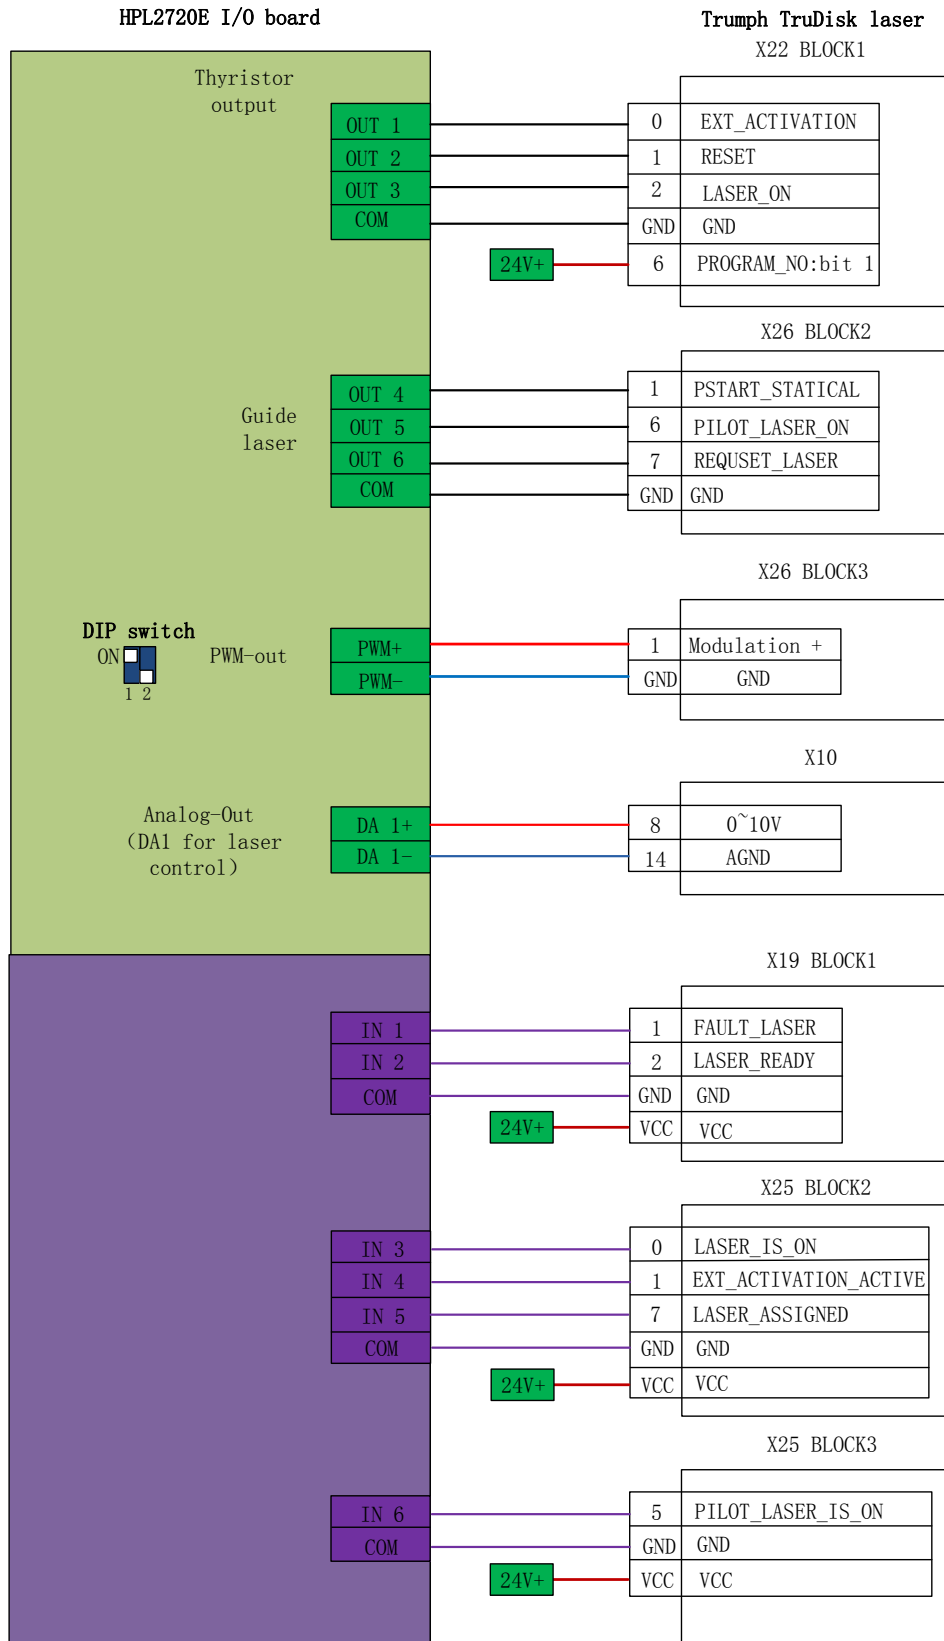 HPL2720E I/O board
Trumph TruDisk laser
X22 BLOCK1
Thyristor
output
OUT 1
0 EXT_ACTIVATION
OUT 2
1 RESET
OUT 3
2 LASER_ON
COM
GND GND
24V+
6 PROGRAM_NO:bit 1
X26 BLOCK2
Guide
laser
OUT 4
1 PSTART_STATICAL
OUT 5
6 PILOT_LASER_ON
OUT 6
7 REQUSET_LASER
COM
GND GND
X26 BLOCK3
DIP switch
ON
1 2
PWM-out
PWM+
1 Modulation +
PWM-
GND GND
X10
Analog-Out
(DA1 for laser
control)
DA 1+
8 0~10V
DA 1-
14 AGND
X19 BLOCK1
IN 1
1 FAULT_LASER
IN 2
2 LASER_READY
COM
GND GND
24V+
VCC VCC
X25 BLOCK2
IN 3
0 LASER_IS_ON
IN 4
1 EXT_ACTIVATION_ACTIVE
IN 5
7 LASER_ASSIGNED
COM
GND GND
24V+
VCC VCC
X25 BLOCK3
IN 6
5 PILOT_LASER_IS_ON
COM
GND GND
24V+
VCC VCC